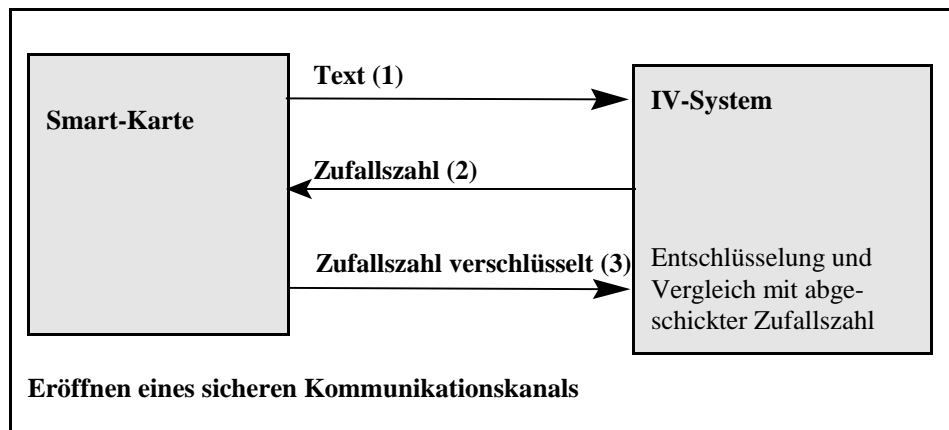 Text (1)
Smart-Karte
IV-System
Zufallszahl (2)
Zufallszahl verschlüsselt (3)
Entschlüsselung und
Vergleich mit abge-
schickter Zufallszahl
Eröffnen eines sicheren Kommunikationskanals